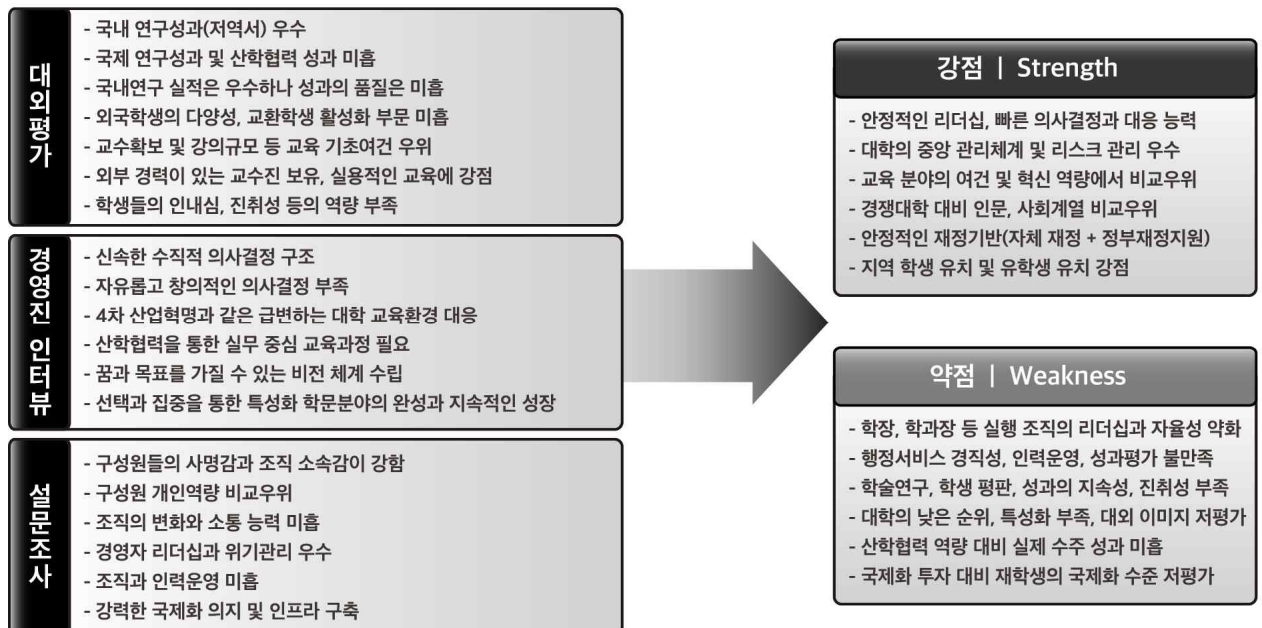 대외평가
- 국내 연구성과(저역서) 우수
- 국제 연구성과 및 산학협력 성과 미흡
- 국내연구 실적은 우수하나 성과의 품질은 미흡
- 외국학생의 다양성, 교환학생 활성화 부문 미흡
- 교수확보 및 강의규모 등 교육 기초여건 우위
- 외부 경력이 있는 교수진 보유, 실용적인 교육에 강점
- 학생들의 인내심, 진취성 등의 역량 부족
경영진 인터뷰
- 신속한 수직적 의사결정 구조
- 자유롭고 창의적인 의사결정 부족
- 4차 산업혁명과 같은 급변하는 대학 교육환경 대응
- 산학협력을 통한 실무 중심 교육과정 필요
- 꿈과 목표를 가질 수 있는 비전 체계 수립
- 선택과 집중을 통한 특성화 학문분야의 완성과 지속적인 성장
설문조사
- 구성원들의 사명감과 조직 소속감이 강함
- 구성원 개인역량 비교우위
- 조직의 변화와 소통 능력 미흡
- 경영자 리더십과 위기관리 우수
- 조직과 인력운영 미흡
- 강력한 국제화 의지 및 인프라 구축
강점 | Strength
- 안정적인 리더십, 빠른 의사결정과 대응 능력
- 대학의 중앙 관리체계 및 리스크 관리 우수
- 교육 분야의 여건 및 혁신 역량에서 비교우위
- 경쟁대학 대비 인문, 사회계열 비교우위
- 안정적인 재정기반(자체 재정 + 정부재정지원)
- 지역 학생 유치 및 유학생 유치 강점
약점 | Weakness
- 학장, 학과장 등 실행 조직의 리더십과 자율성 약화
- 행정서비스 경직성, 인력운영, 성과평가 불만족
- 학술연구, 학생 평판, 성과의 지속성, 진취성 부족
- 대학의 낮은 순위, 특성화 부족, 대외 이미지 저평가
- 산학협력 역량 대비 실제 수주 성과 미흡
- 국제화 투자 대비 재학생의 국제화 수준 저평가